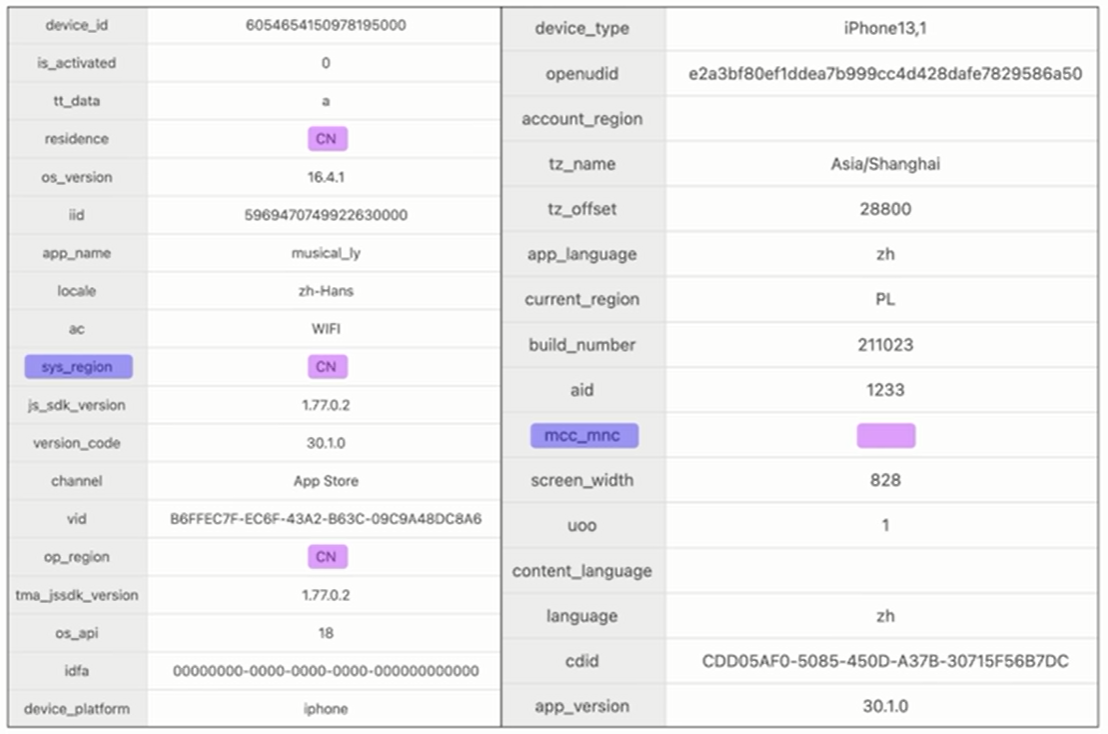 device_id 6054654150978195000
is_activated 0
tt_data a
residence CN
os_version 16.4.1
iid 5969470749922630000
app_name musical_ly
locale zh-Hans
ac WIFI
sys_region CN
js_sdk_version 1.77.0.2
version_code 30.1.0
channel App Store
vid B6FFEC7F-EC6F-43A2-B63C-09C9A48DC8A6
op_region CN
tma_jssdk_version 1.77.0.2
os_api 18
idfa 00000000-0000-0000-0000-000000000000
device_platform iphone
device_type iPhone13,1
openudid e2a3bf80ef1ddea7b999cc4d428dafe7829586a50
account_region
tz_name Asia/Shanghai
tz_offset 28800
app_language zh
current_region PL
build_number 211023
aid 1233
mcc_mnc
screen_width 828
uoo 1
content_language
language zh
cdid CDD05AF0-5085-450D-A37B-30715F56B7DC
app_version 30.1.0